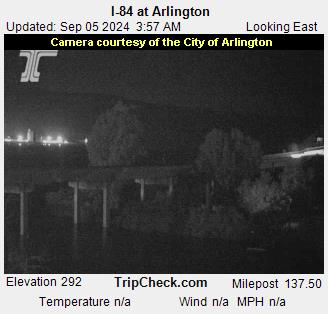 I-84 at Arlington
Updated: Sep 05 2024 3:57 AM Looking East
Camera courtesy of the City of Arlington
Elevation 292 TripCheck.com Milepost 137.50
Temperature n/a Wind n/a MPH n/a